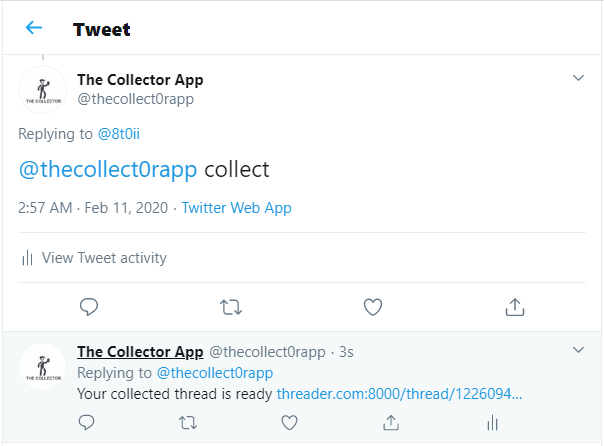 Tweet
The Collector App
@thecollect0rapp
THE COLLECTOR
Replying to @8t0ii
@thecollect0rapp collect
2:57 AM · Feb 11, 2020 · Twitter Web App
View Tweet activity
The Collector App @thecollect0rapp · 3s
THE COLLECTOR
Replying to @thecollect0rapp
Your collected thread is ready threader.com:8000/thread/1226094...